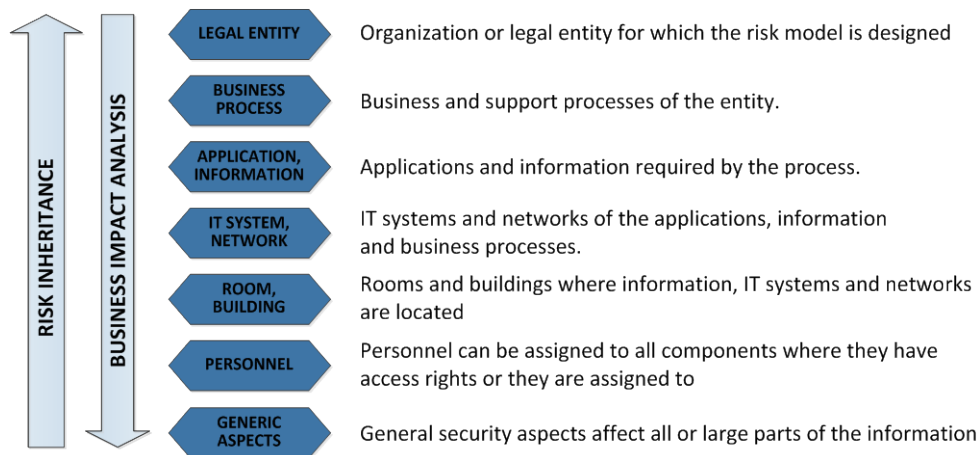 RISK INHERITANCE
BUSINESS IMPACT ANALYSIS
LEGAL ENTITY
Organization or legal entity for which the risk model is designed
BUSINESS
PROCESS
Business and support processes of the entity.
APPLICATION,
INFORMATION
Applications and information required by the process.
IT SYSTEM,
NETWORK
IT systems and networks of the applications, information
and business processes.
ROOM,
BUILDING
Rooms and buildings where information, IT systems and networks
are located
PERSONNEL
Personnel can be assigned to all components where they have
access rights or they are assigned to
GENERIC
ASPECTS
General security aspects affect all or large parts of the information